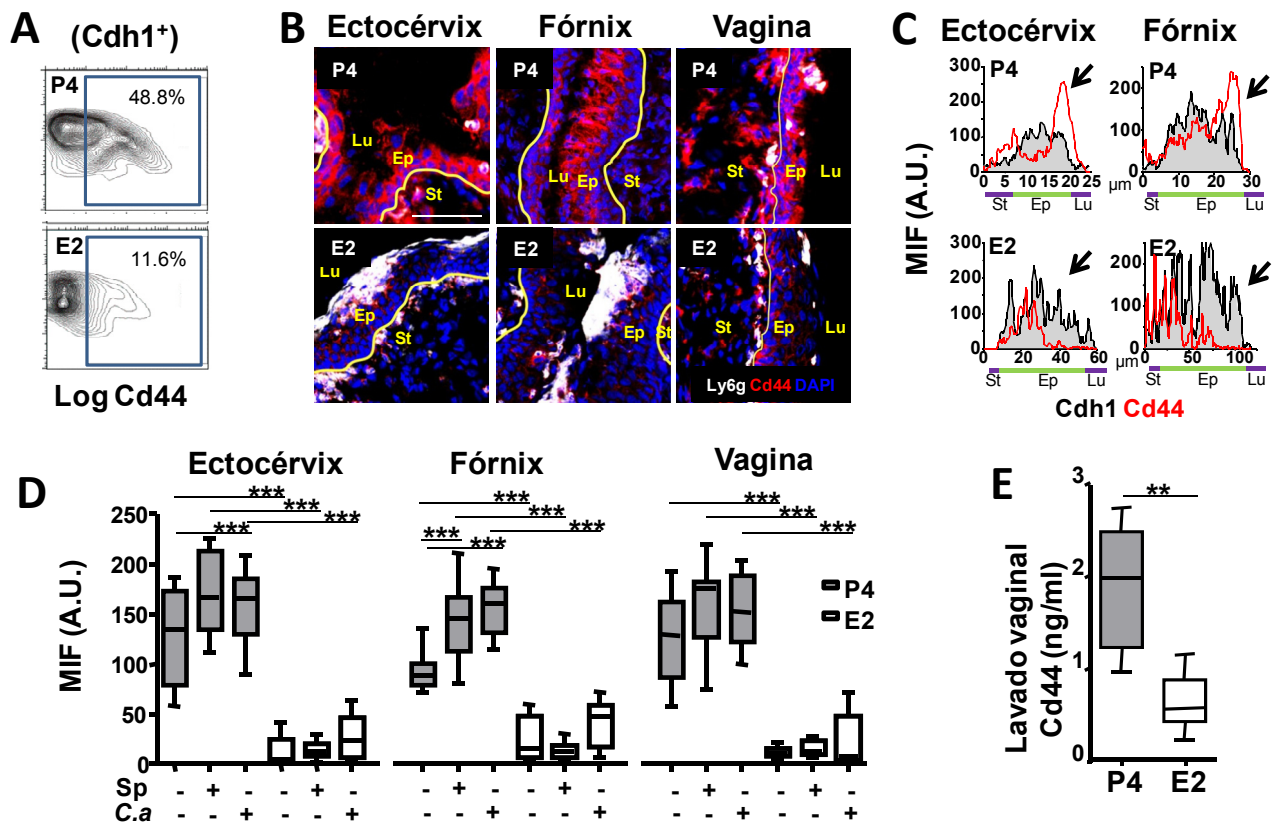 A
(Cdh1+)
P4
48.8%
E2
11.6%
Log Cd44
B
Ectocérvix Fórnix Vagina
P4 P4 P4
Lu Ep St
Lu Ep St
St Ep Lu
E2 E2 E2
Lu Ep St
Lu Ep St
St Ep Lu
Ly6g Cd44 DAPI
C
Ectocérvix Fórnix
MIF (A.U.)
P4
300
200
100
0
0 5 10 15 20 25
St Ep Lu
P4
200
150
100
50
0
µm 0 10 20 30
St Ep Lu
E2
300
200
100
0
0 20 40 60
St Ep Lu
E2
200
100
0
µm 0 50 100
St Ep Lu
Cdh1 Cd44
D
Ectocérvix Fórnix Vagina
*** *** ***
*** *** ***
*** *** ***
*** *** ***
MIF (A.U.)
250
200
150
100
50
0
P4
E2
Sp - + - - + - - + - - + - - + - - + -
C.a - - + - - + - - + - - + - - + - - +
E
**
Lavado vaginal
Cd44 (ng/ml)
3
2
1
0
P4 E2